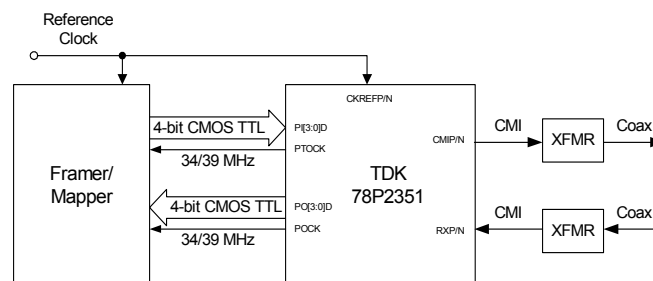 Reference
Clock
CKREFP/N
4-bit CMOS TTL
PI[3:0]D
34/39 MHz
PTOCK
Framer/
Mapper
TDK
78P2351
CMIP/N
CMI
XFMR
Coax
4-bit CMOS TTL
PO[3:0]D
34/39 MHz
POCK
RXP/N
CMI
XFMR
Coax